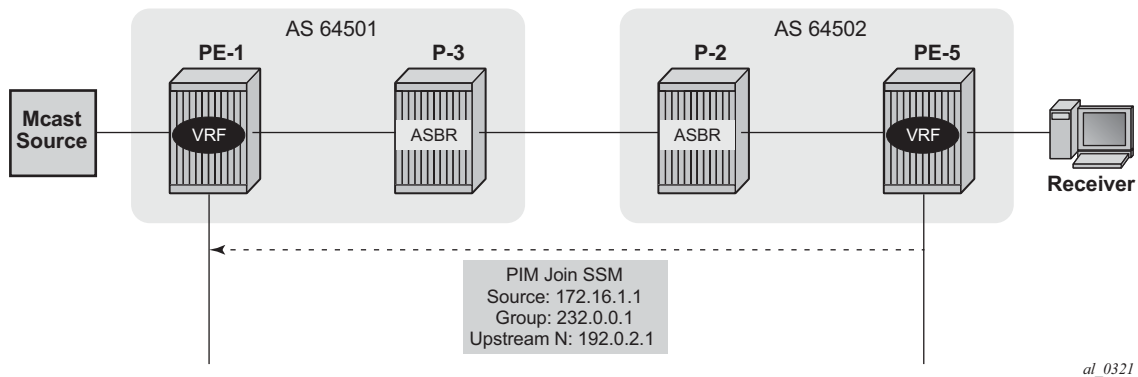 AS 64501
AS 64502
PE-1
P-3
P-2
PE-5
Mcast
Source
VRF
ASBR
ASBR
VRF
Receiver
PIM Join SSM
Source: 172.16.1.1
Group: 232.0.0.1
Upstream N: 192.0.2.1
al_0321